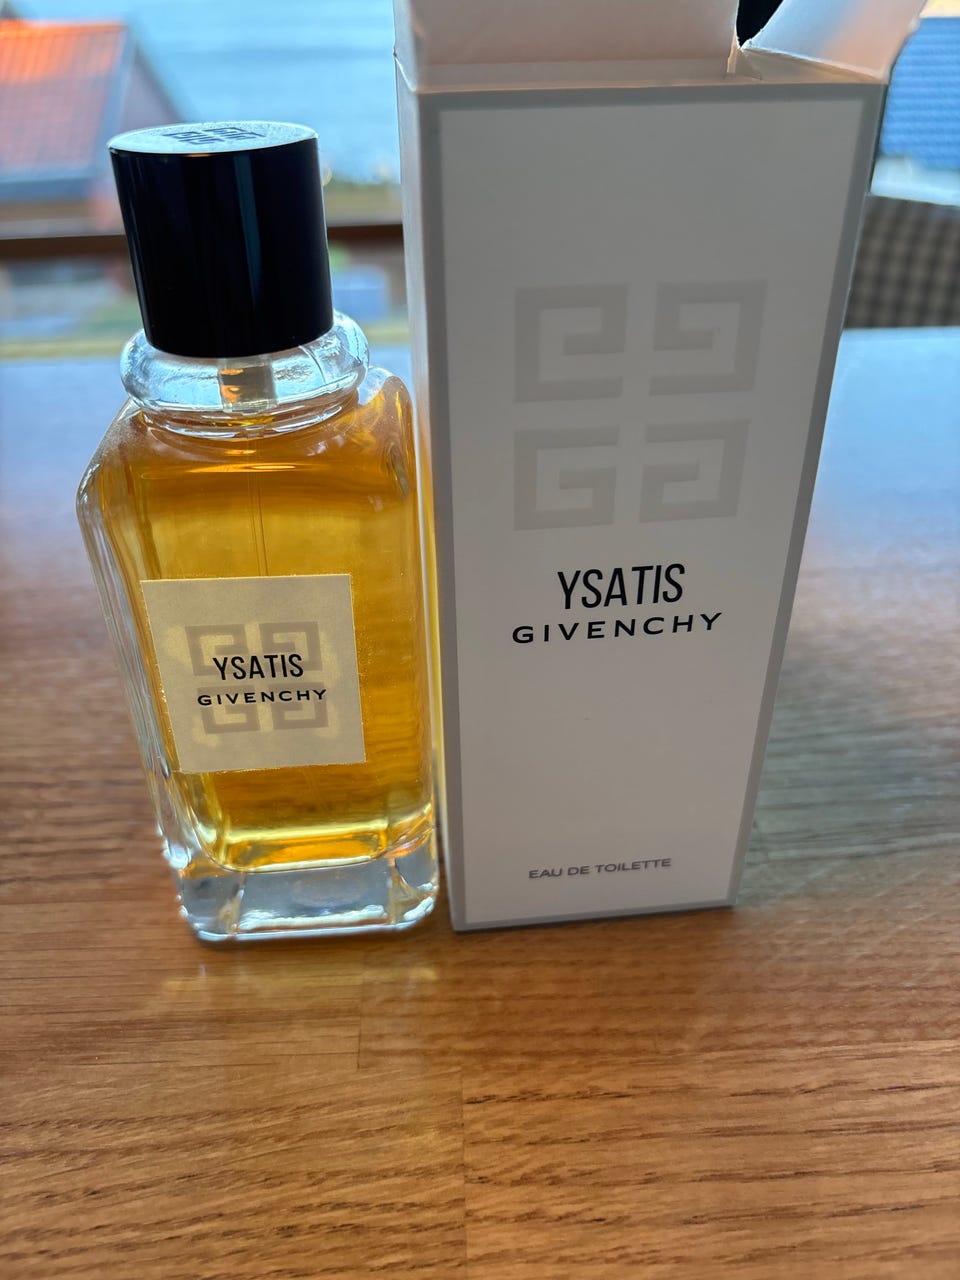 YSATIS
GIVENCHY
YSATIS
GIVENCHY
EAU DE TOILETTE